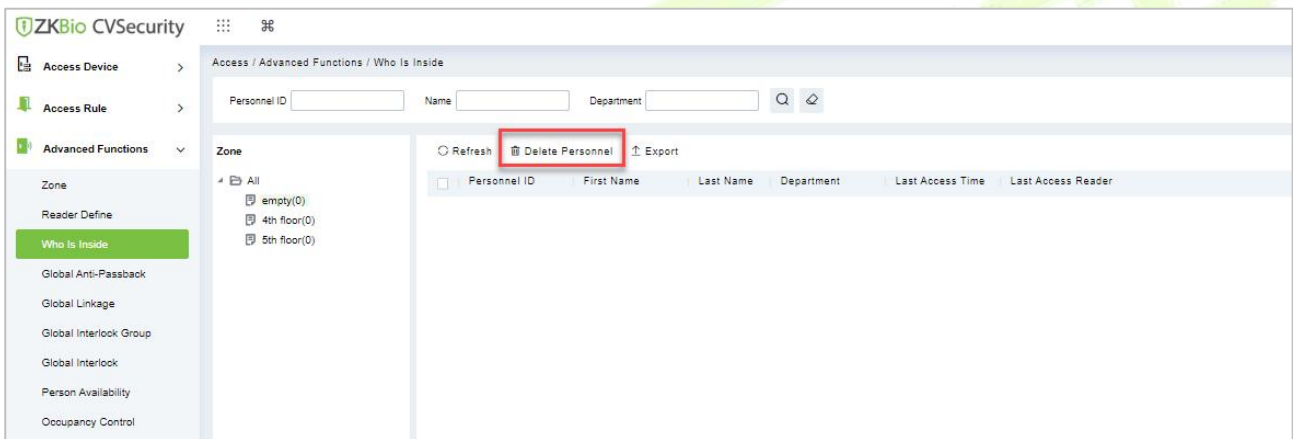 ZKBio CVSecurity
Access Device
Access Rule
Advanced Functions
Zone
Reader Define
Who Is Inside
Global Anti-Passback
Global Linkage
Global Interlock Group
Global Interlock
Person Availability
Occupancy Control
Access / Advanced Functions / Who Is Inside
Personnel ID Name Department
Zone
All
empty(0)
4th floor(0)
5th floor(0)
Refresh Delete Personnel Export
Personnel ID First Name Last Name Department Last Access Time Last Access Reader